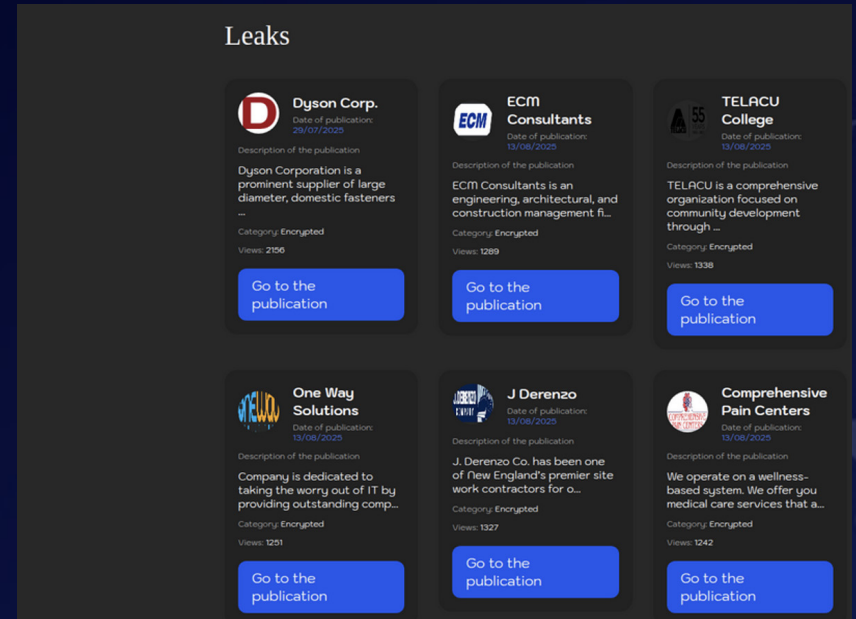 Leaks
Dyson Corp.
Date of publication:
29/07/2025
Description of the publication
Dyson Corporation is a
prominent supplier of large
diameter, domestic fasteners
...
Category: Encrypted
Views: 2156
Go to the
publication
ECM
ECM
Consultants
Date of publication:
13/08/2025
Description of the publication
ECM Consultants is an
engineering, architectural, and
construction management fi...
Category: Encrypted
Views: 1289
Go to the
publication
55
TELACU
College
Date of publication:
13/08/2025
Description of the publication
TELACU is a comprehensive
organization focused on
community development
through ...
Category: Encrypted
Views: 1338
Go to the
publication
One Way
Solutions
Date of publication:
13/08/2025
Description of the publication
Company is dedicated to
taking the worry out of IT by
providing outstanding comp...
Category: Encrypted
Views: 1251
Go to the
publication
J Derenzo
Date of publication:
13/08/2025
Description of the publication
J. Derenzo Co. has been one
of New England's premier site
work contractors for o...
Category: Encrypted
Views: 1327
Go to the
publication
Comprehensive
Pain Centers
Date of publication:
13/08/2025
Description of the publication
We operate on a wellness-
based system. We offer you
medical care services that a...
Category: Encrypted
Views: 1242
Go to the
publication